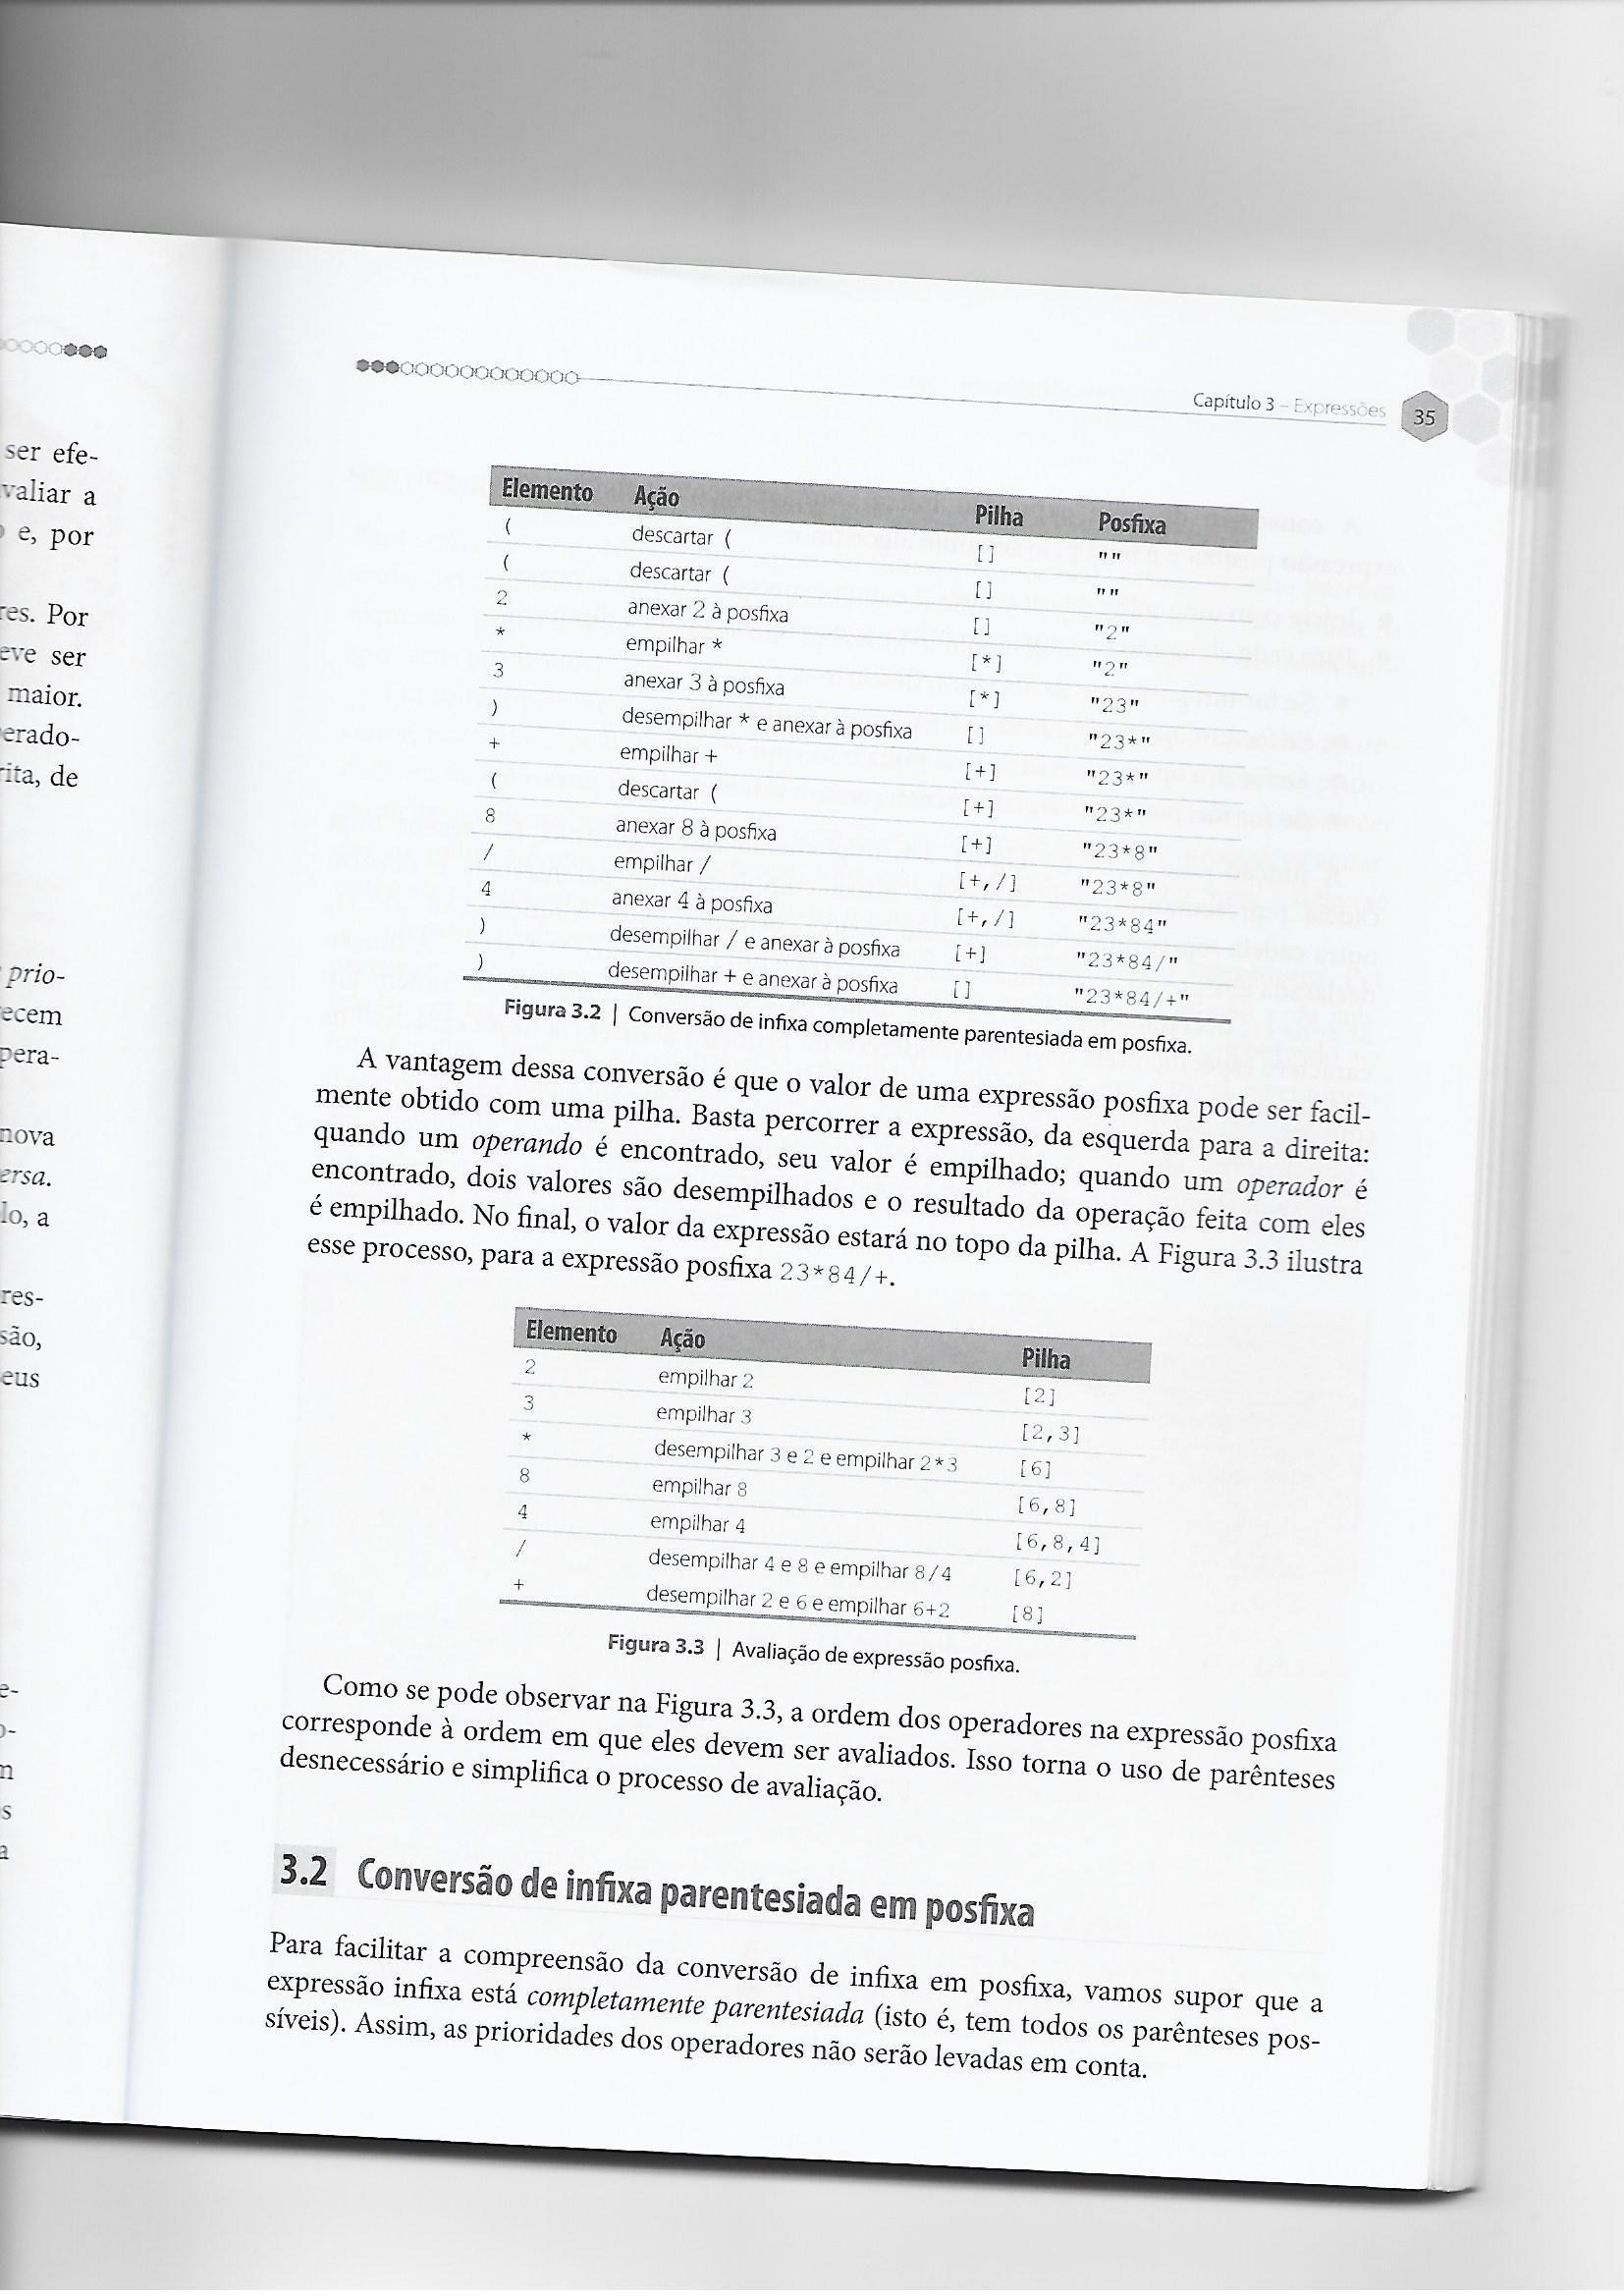 ser efe-
valiar a
e, por
res. Por
eve ser
maior.
erado-
rita, de
prio-
ecem
pera-
nova
ersa.
lo, a
res-
são,
eus
e-
o-
m
s
a
Capítulo 3 – Expressões 35
Elemento Ação Pilha Posfixa
( descartar ( [] ""
( descartar ( [] ""
2 anexar 2 à posfixa [] "2"
* empilhar * [*] "2"
3 anexar 3 à posfixa [*] "23"
) desempilhar * e anexar à posfixa [] "23*"
+ empilhar + [+] "23*"
( descartar ( [+] "23*"
8 anexar 8 à posfixa [+] "23*8"
/ empilhar / [+,/] "23*8"
4 anexar 4 à posfixa [+,/] "23*84"
) desempilhar / e anexar à posfixa [+] "23*84/"
) desempilhar + e anexar à posfixa [] "23*84/+"
Figura 3.2 | Conversão de infixa completamente parentesiada em posfixa.
A vantagem dessa conversão é que o valor de uma expressão posfixa pode ser facil-
mente obtido com uma pilha. Basta percorrer a expressão, da esquerda para a direita:
quando um operando é encontrado, seu valor é empilhado; quando um operador é
encontrado, dois valores são desempilhados e o resultado da operação feita com eles
é empilhado. No final, o valor da expressão estará no topo da pilha. A Figura 3.3 ilustra
esse processo, para a expressão posfixa 23*84/+.
Elemento Ação Pilha
2 empilhar 2 [2]
3 empilhar 3 [2,3]
* desempilhar 3 e 2 e empilhar 2*3 [6]
8 empilhar 8 [6,8]
4 empilhar 4 [6,8,4]
/ desempilhar 4 e 8 e empilhar 8/4 [6,2]
+ desempilhar 2 e 6 e empilhar 6+2 [8]
Figura 3.3 | Avaliação de expressão posfixa.
Como se pode observar na Figura 3.3, a ordem dos operadores na expressão posfixa
corresponde à ordem em que eles devem ser avaliados. Isso torna o uso de parênteses
desnecessário e simplifica o processo de avaliação.
3.2 Conversão de infixa parentesiada em posfixa
Para facilitar a compreensão da conversão de infixa em posfixa, vamos supor que a
expressão infixa está completamente parentesiada (isto é, tem todos os parênteses pos-
síveis). Assim, as prioridades dos operadores não serão levadas em conta.